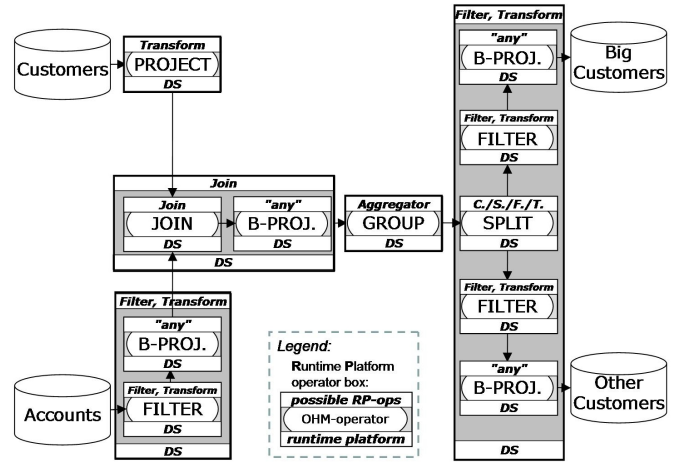 Customers
Transform
PROJECT
DS
Join
Join
JOIN
DS
"any"
B-PROJ.
DS
DS
Filter, Transform
"any"
B-PROJ.
DS
Filter, Transform
FILTER
DS
DS
Accounts
Aggregator
GROUP
DS
Filter, Transform
"any"
B-PROJ.
DS
Filter, Transform
FILTER
DS
C./S./F./T.
SPLIT
DS
Filter, Transform
FILTER
DS
"any"
B-PROJ.
DS
DS
Big
Customers
Other
Customers
Legend:
Runtime Platform
operator box:
possible RP-ops
OHM-operator
runtime platform